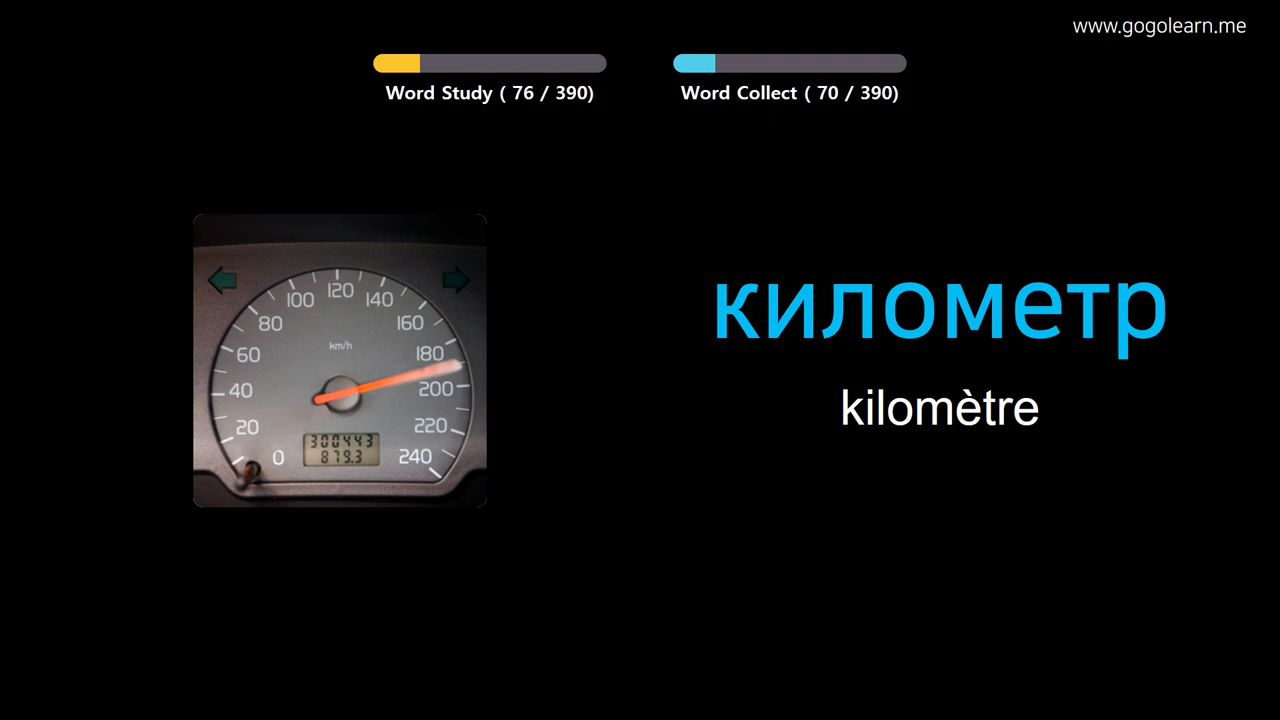 www.gogolearn.me
Word Study ( 76 / 390)
Word Collect ( 70 / 390)
120
100
140
80
160
km/h
60
180
40
200
20
220
300443
879.3
0
240
километр
kilomètre